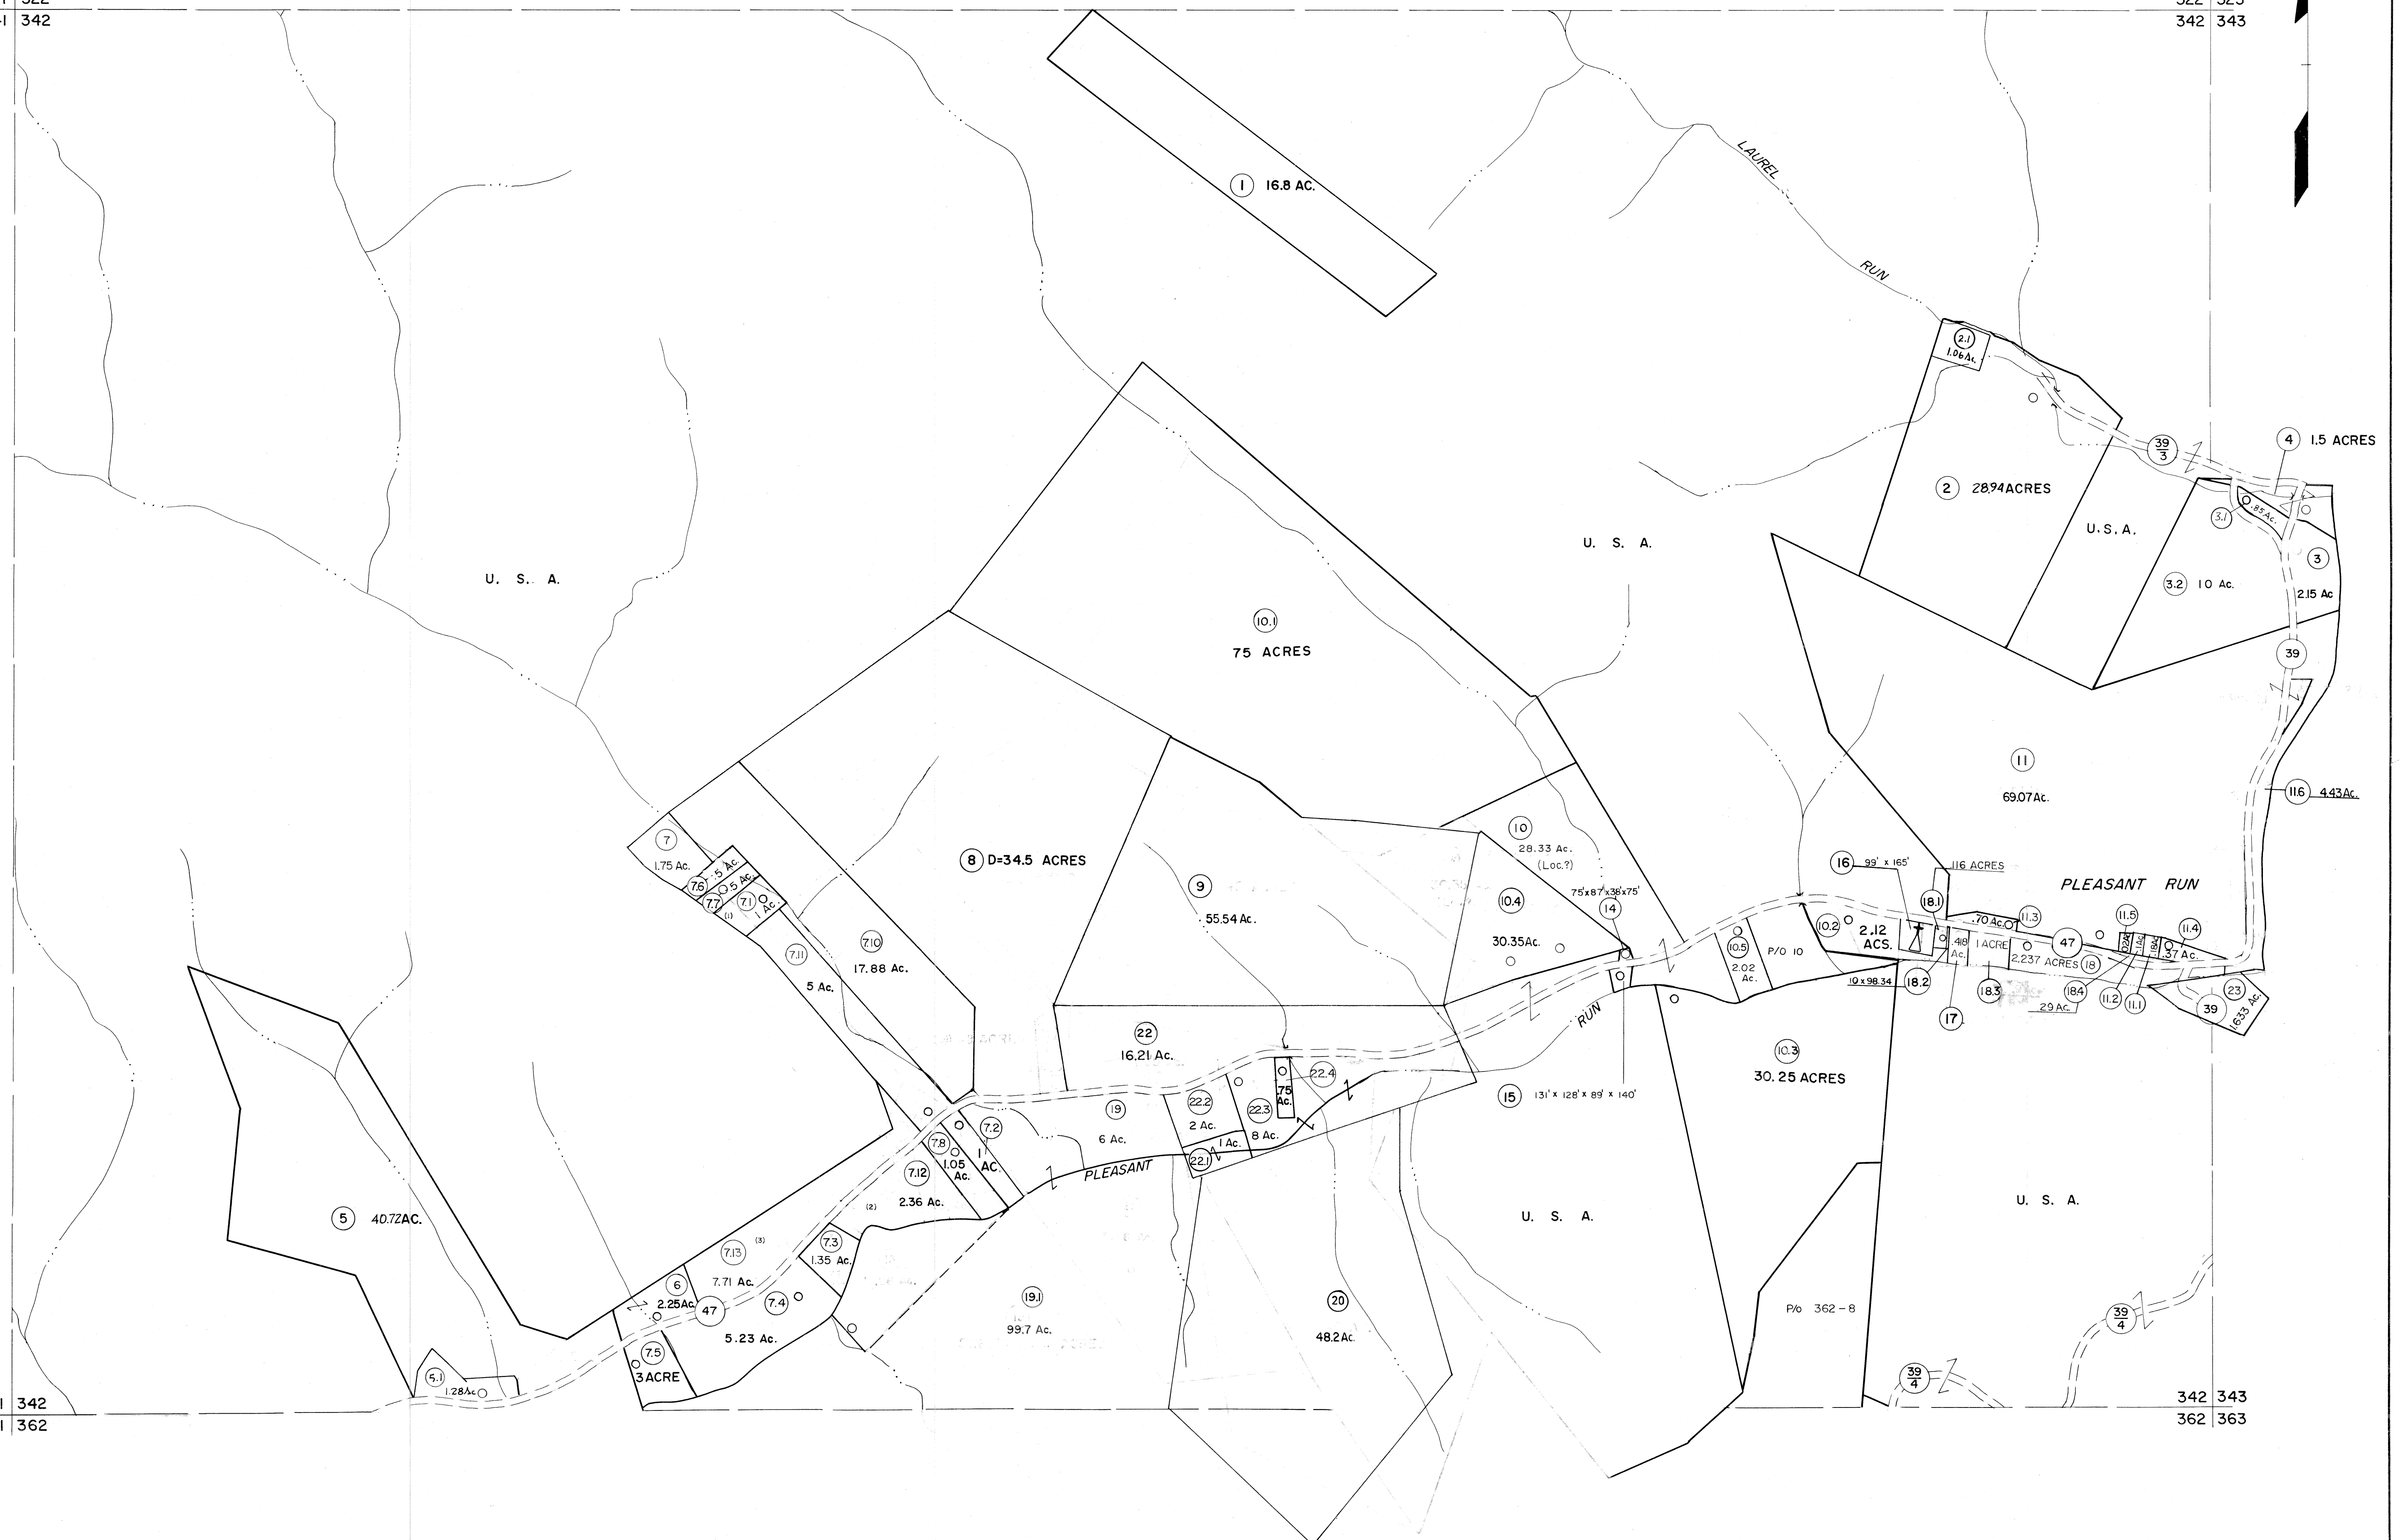 322
342
322 323
342 343
1 16.8 AC.
LAUREL
RUN
2.1
1.06 Ac.
39
3
4 1.5 ACRES
2 28.94 ACRES
3.1
.85 Ac.
U.S.A.
3
2.15 Ac
3.2 10 Ac.
U. S. A.
U. S. A.
10.1
75 ACRES
39
11
69.07 Ac.
11.6 4.43 Ac.
7
1.75 Ac.
7.6 .5 Ac.
7.7 .5 Ac.
(1)
7.1
1 Ac.
8 D=34.5 ACRES
9
55.54 Ac.
10
28.33 Ac.
(Loc.?)
75'x87'x38'x75'
14
10.4
30.35 Ac.
16 99' x 165'
.116 ACRES
18.1
PLEASANT RUN
7.10
17.88 Ac.
7.11
5 Ac.
10.5
2.02
Ac.
P/O 10
10.2
2.12
ACS.
.70 Ac.
11.3
.418
Ac.
1 ACRE
47
2.237 ACRES 18
11.5
11.4
.37 Ac.
10 x 98.34
18.2
17
18.3
18.4
.29 Ac.
11.2
11.1
39
23
1.633 Ac.
22
16.21 Ac.
RUN
10.3
30.25 ACRES
22.4
.75
Ac.
22.2
2 Ac.
22.3
8 Ac.
1 Ac.
22.1
15 131' x 128' x 89' x 140'
19
6 Ac.
PLEASANT
7.2
1
AC.
7.8
1.05
Ac.
7.12
2.36 Ac.
(2)
5 40.72 AC.
7.3
1.35 Ac.
7.13 (3)
7.71 Ac.
6
2.25 Ac.
47
7.4
5.23 Ac.
7.5
3 ACRE
5.1
1.28 Ac
19.1
99.7 Ac.
20
48.2 Ac.
U. S. A.
U. S. A.
P/o 362-8
39
4
39
4
342
362
342 343
362 363